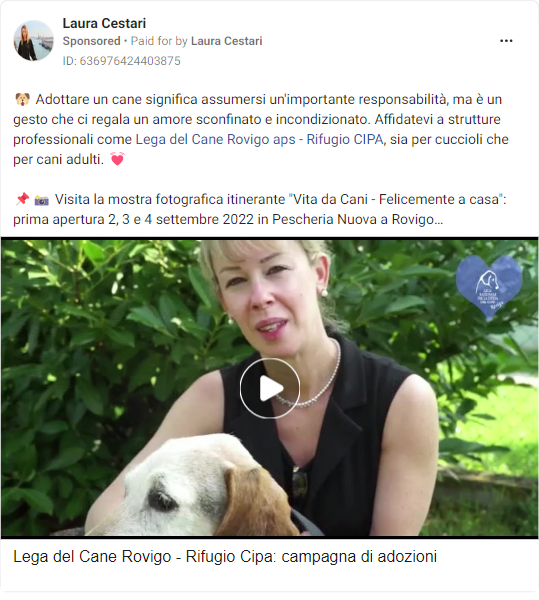 Laura Cestari
Sponsored • Paid for by Laura Cestari
ID: 636976424403875
🐶 Adottare un cane significa assumersi un'importante responsabilità, ma è un
gesto che ci regala un amore sconfinato e incondizionato. Affidatevi a strutture
professionali come Lega del Cane Rovigo aps - Rifugio CIPA, sia per cuccioli che
per cani adulti. 💓
📌 📸 Visita la mostra fotografica itinerante "Vita da Cani - Felicemente a casa":
prima apertura 2, 3 e 4 settembre 2022 in Pescheria Nuova a Rovigo...
Lega del Cane Rovigo - Rifugio Cipa: campagna di adozioni